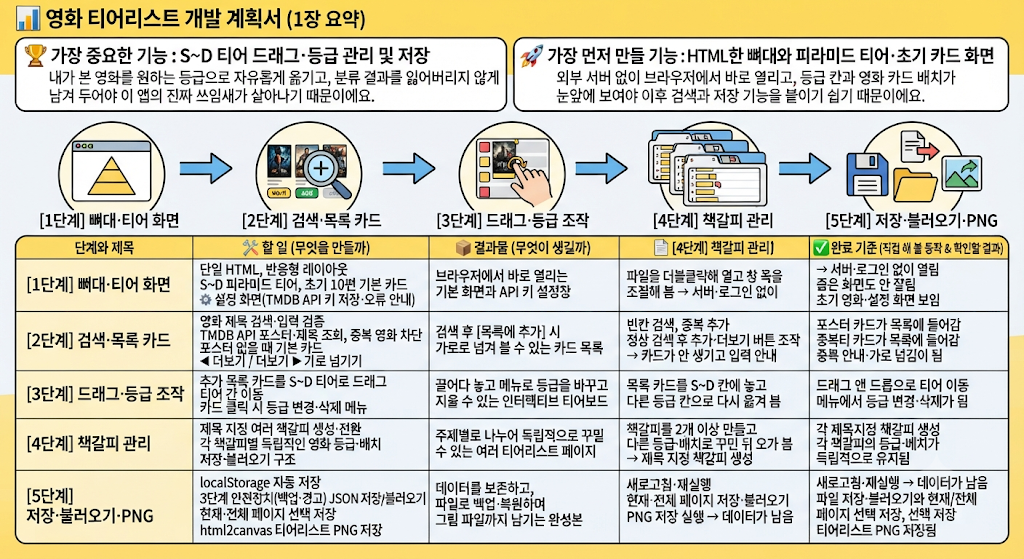 영화 티어리스트 개발 계획서 (1장 요약)
가장 중요한 기능 : S~D 티어 드래그·등급 관리 및 저장
내가 본 영화를 원하는 등급으로 자유롭게 옮기고, 분류 결과를 잃어버리지 않게
남겨 두어야 이 앱의 진짜 쓰임새가 살아나기 때문이에요.
가장 먼저 만들 기능 : HTML한 뼈대와 피라미드 티어·초기 카드 화면
외부 서버 없이 브라우저에서 바로 열리고, 등급 칸과 영화 카드 배치가
눈앞에 보여야 이후 검색과 저장 기능을 붙이기 쉽기 때문이에요.
[1단계] 뼈대·티어 화면
[2단계] 검색·목록 카드
[3단계] 드래그·등급 조작
[4단계] 책갈피 관리
[5단계] 저장·불러오기·PNG
단계와 제목
할 일 (무엇을 만들까)
결과물 (무엇이 생길까)
[4단계] 책갈피 관리]
완료 기준 (직접 해 볼 동작 & 확인할 결과)
[1단계] 뼈대·티어 화면
단일 HTML, 반응형 레이아웃
S~D 피라미드 티어, 초기 10편 기본 카드
설정 화면(TMDB API 키 저장·오류 안내)
브라우저에서 바로 열리는
기본 화면과 API 키 설정창
파일을 더블클릭해 열고 창 폭을
조절해 봄 → 서버·로그인 없이
→ 서버·로그인 없이 열림
좁은 화면도 안 잘림
초기 영화·설정 화면 보임
[2단계] 검색·목록 카드
영화 제목 검색·입력 검증
TMDB API 포스터·제목 조회, 중복 영화 차단
포스터 없을 때 기본 카드
◀ 더보기 / 더보기 ▶ 가로 넘기기
검색 후 [목록에 추가] 시
가로로 넘겨 볼 수 있는 카드 목록
빈칸 검색, 중복 추가
정상 검색 후 추가·더보기 버튼 조작
→ 카드가 안 생기고 입력 안내
포스터 카드가 목록에 들어감
종복티 카드가 목록에 들어감
중복 안내·가로 넘김이 됨
[3단계] 드래그·등급 조작
추가 목록 카드를 S~D 티어로 드래그
티어 간 이동
카드 클릭 시 등급 변경·삭제 메뉴
끌어다 놓고 메뉴로 등급을 바꾸고
지울 수 있는 인터랙티브 티어보드
목록 카드를 S~D 칸에 놓고
다른 등급 칸으로 다시 옮겨 봄
드래그 앤 드롭으로 티어 이동
메뉴에서 등급 변경·삭제가 됨
[4단계] 책갈피 관리
제목 지정 여러 책갈피 생성·전환
각 책갈피별 독립적인 영화 등급·배치
저장·불러오기 구조
주제별로 나누어 독립적으로 꾸밀
수 있는 여러 티어리스트 페이지
책갈피를 2개 이상 만들고
다른 등급·배치로 꾸민 뒤 오가 봄
→ 제목 지정 책갈피 생성
각 제목지정 책갈피 생성
각 책갈피의 등급·배치가
독립적으로 유지됨
[5단계]
저장·불러오기·PNG
localStorage 자동 저장
3단계 안전장치(백업·경고) JSON 저장/불러오기
현재·전체 페이지 선택 저장
html2canvas 티어리스트 PNG 저장
데이터를 보존하고,
파일로 백업·복원하며
그림 파일까지 남기는 완성본
새로고침·재실행
현재·전체 페이지 저장·불러오기
PNG 저장 실행 → 데이터가 남음
새로고침·재실행 → 데이터가 남음
파일 저장·불러오기와 현재/전체
페이지 선택 저장, 선택 저장
티어리스트 PNG 저장됨